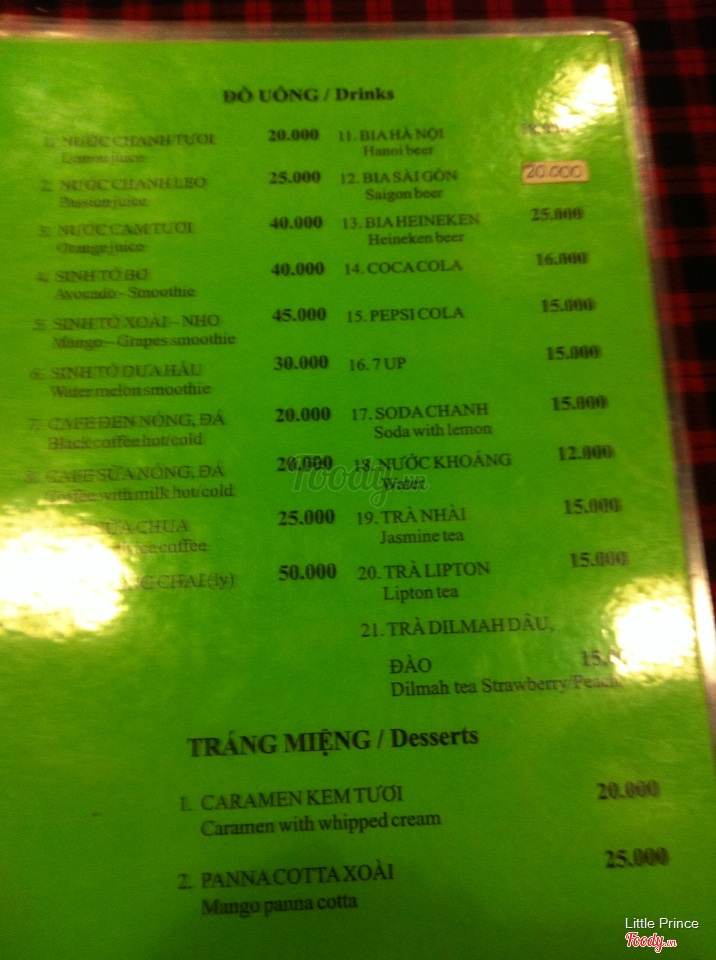 ĐỒ UỐNG / Drinks
1. NƯỚC CHANH TƯƠI 20.000
Lemon juice
2. NƯỚC CHANH LEO 25.000
Passion juice
3. NƯỚC CAM TƯƠI 40.000
Orange juice
4. SINH TỐ BƠ 40.000
Avocado - Smoothie
5. SINH TỐ XOÀI – NHO 45.000
Mango – Grapes smoothie
6. SINH TỐ DƯA HẤU 30.000
Water melon smoothie
7. CAFE ĐEN NÓNG, ĐÁ 20.000
Black coffee hot/cold
8. CAFE SỮA NÓNG, ĐÁ 20.000
Coffee with milk hot/cold
CHUA 25.000
coffee
CHAI (ly) 50.000
11. BIA HÀ NỘI
Hanoi beer
12. BIA SÀI GÒN 20.000
Saigon beer
13. BIA HEINEKEN 25.000
Heineken beer
14. COCA COLA 16.000
15. PEPSI COLA 15.000
16. 7 UP 15.000
17. SODA CHANH 15.000
Soda with lemon
18. NƯỚC KHOÁNG 12.000
Water
19. TRÀ NHÀI 15.000
Jasmine tea
20. TRÀ LIPTON 15.000
Lipton tea
21. TRÀ DILMAH DÂU,
ĐÀO
Dilmah tea Strawberry/Peach
TRÁNG MIỆNG / Desserts
1. CARAMEN KEM TƯƠI 20.000
Caramen with whipped cream
2. PANNA COTTA XOÀI 25.000
Mango panna cotta
Foody.vn
Little Prince
Foody.vn